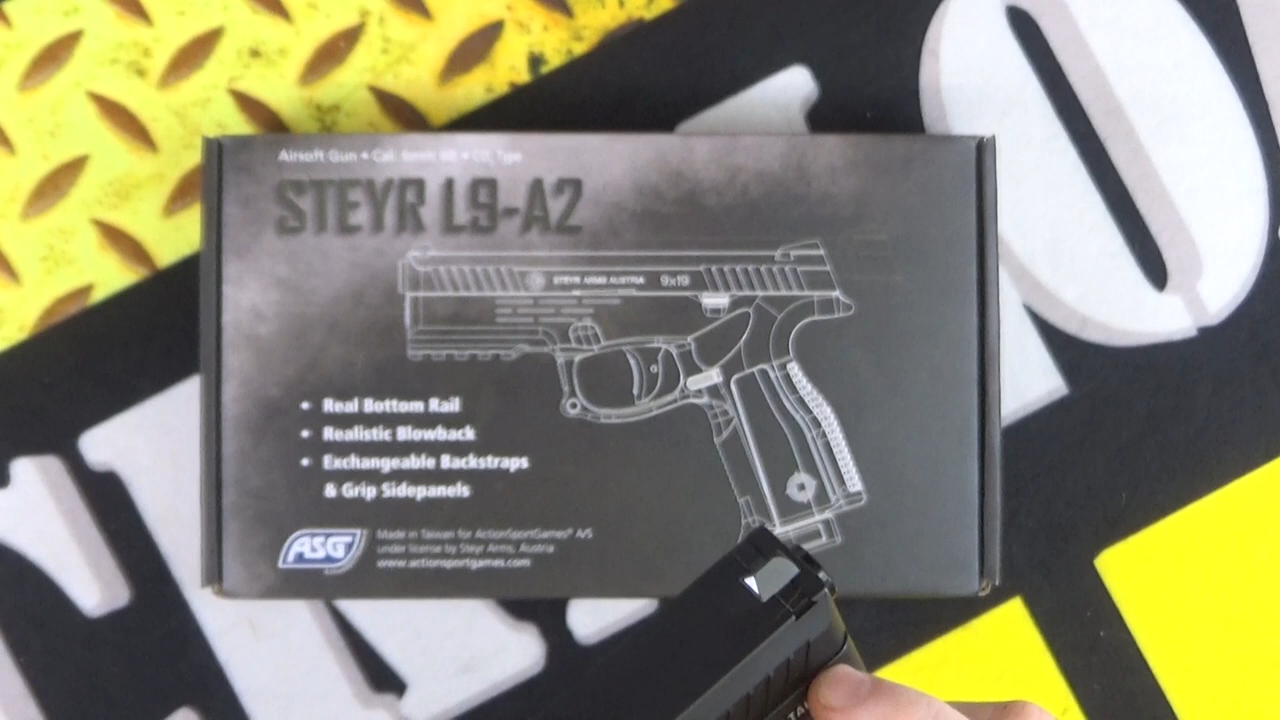 Airsoft Gun • Cal. 6mm BB • CO₂ Type
STEYR L9-A2
STEYR ARMS AUSTRIA 9x19
Real Bottom Rail
Realistic Blowback
Exchangeable Backstraps
& Grip Sidepanels
ASG
Made in Taiwan for ActionSportGames® A/S
under license by Steyr Arms, Austria
www.actionsportgames.com